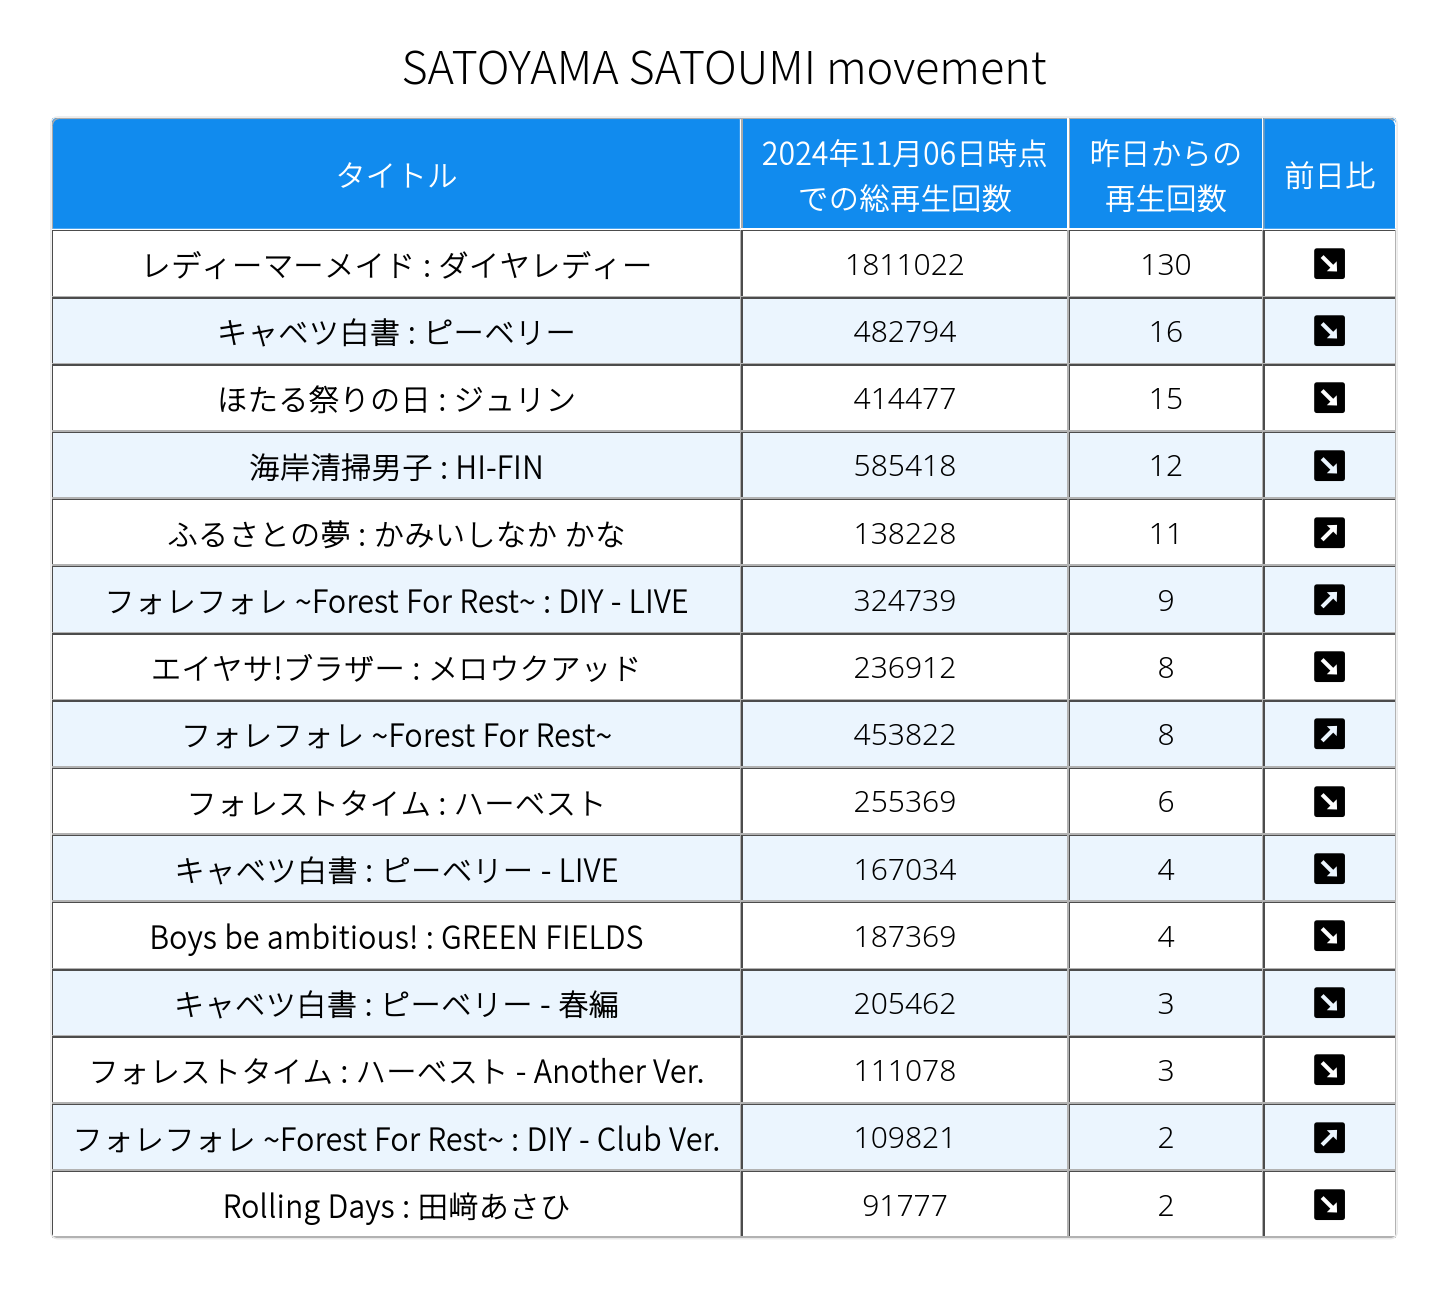 SATOYAMA SATOUMI movement
タイトル 2024年11月06日時点での総再生回数 昨日からの再生回数 前日比
レディーマーメイド : ダイヤレディー 1811022 130 ↘
キャベツ白書 : ピーベリー 482794 16 ↘
ほたる祭りの日 : ジュリン 414477 15 ↘
海岸清掃男子 : HI-FIN 585418 12 ↘
ふるさとの夢 : かみいしなか かな 138228 11 ↗
フォレフォレ ~Forest For Rest~ : DIY - LIVE 324739 9 ↗
エイヤサ!ブラザー : メロウクアッド 236912 8 ↘
フォレフォレ ~Forest For Rest~ 453822 8 ↗
フォレストタイム : ハーベスト 255369 6 ↘
キャベツ白書 : ピーベリー - LIVE 167034 4 ↘
Boys be ambitious! : GREEN FIELDS 187369 4 ↘
キャベツ白書 : ピーベリー - 春編 205462 3 ↘
フォレストタイム : ハーベスト - Another Ver. 111078 3 ↘
フォレフォレ ~Forest For Rest~ : DIY - Club Ver. 109821 2 ↗
Rolling Days : 田﨑あさひ 91777 2 ↘